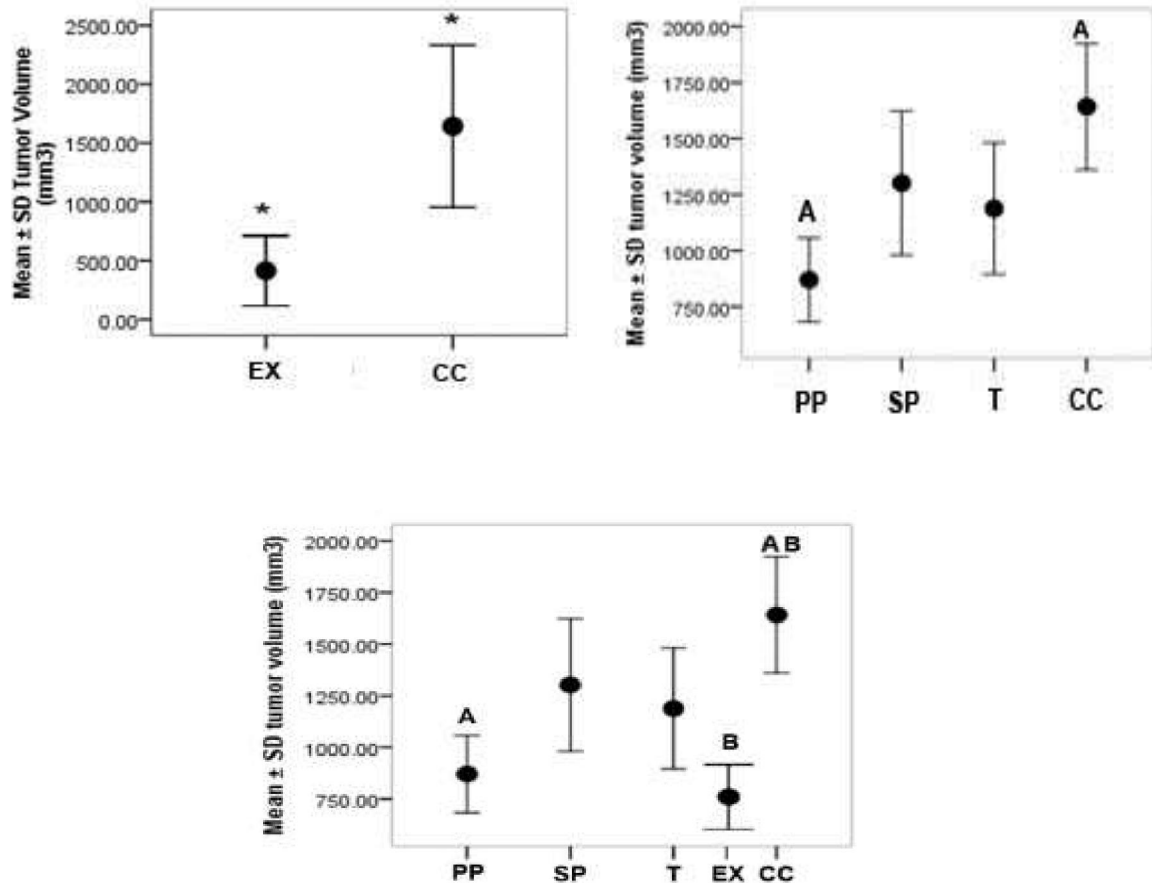 Mean ± SD Tumor Volume
(mm3)
2500.00
2000.00
1500.00
1000.00
500.00
0.00
*
*
EX
CC
Mean ± SD tumor volume (mm3)
2000.00
1750.00
1500.00
1250.00
1000.00
750.00
A
A
PP
SP
T
CC
Mean ± SD tumor volume (mm3)
2000.00
1750.00
1500.00
1250.00
1000.00
750.00
A
B
A B
PP
SP
T
EX
CC